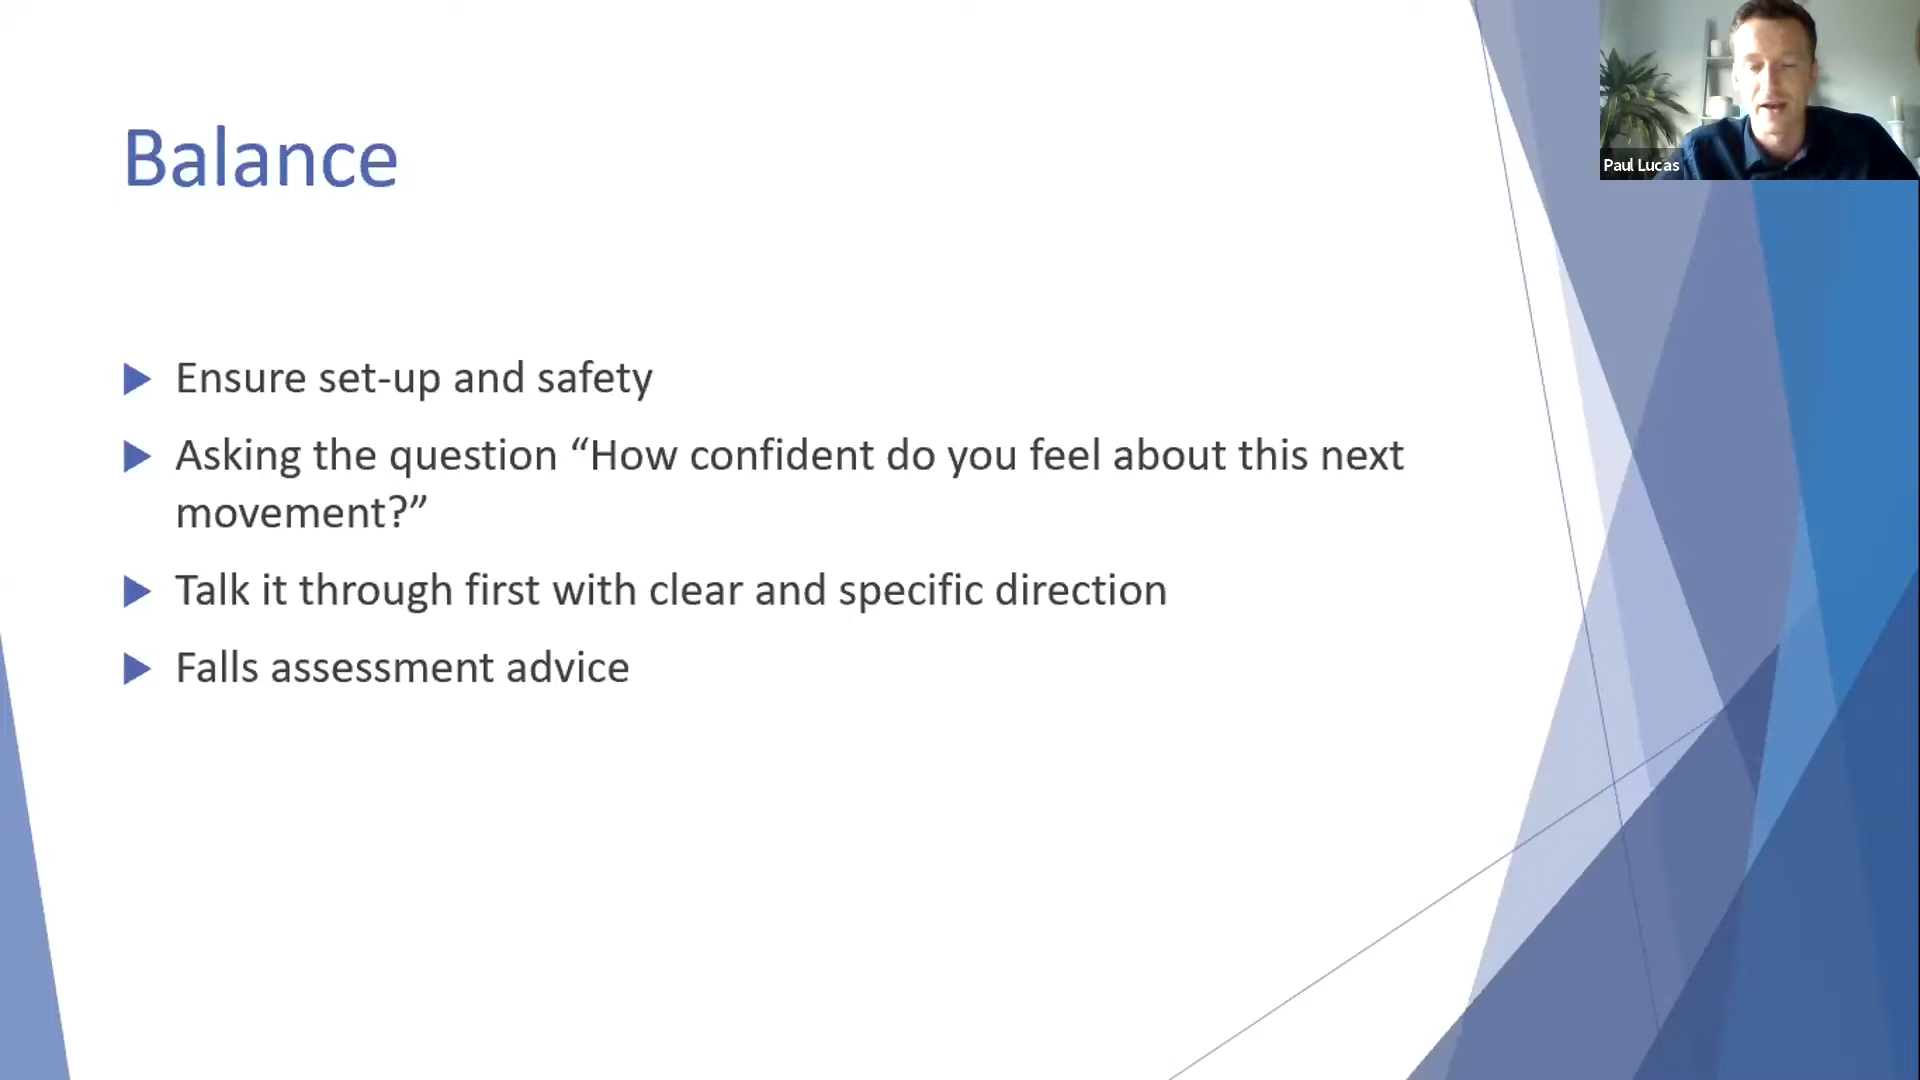 Balance
Ensure set-up and safety
Asking the question “How confident do you feel about this next
movement?”
Talk it through first with clear and specific direction
Falls assessment advice
Paul Lucas